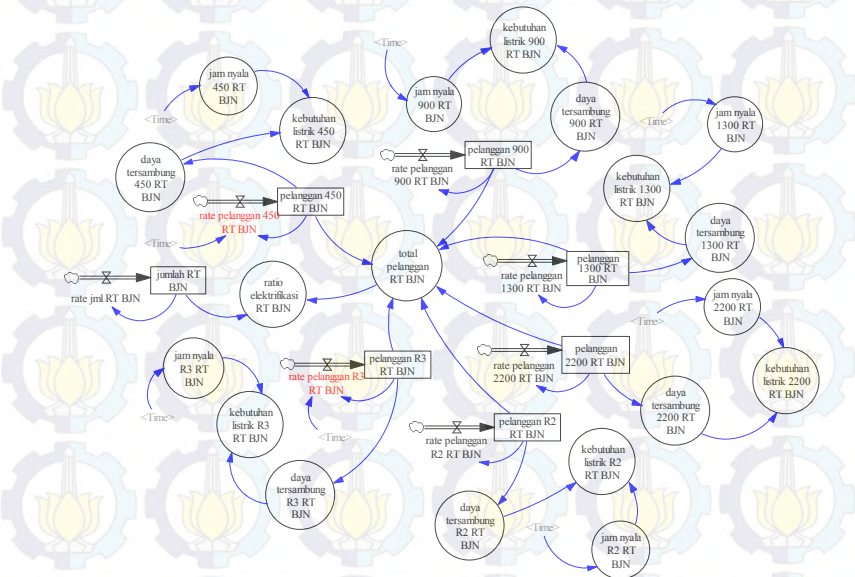 kebutuhan
listrik 900
RT BJN
<Time>
jam nyala
450 RT
BJN
jam nyala
900 RT
BJN
<Time>
kebutuhan
listrik 450
RT BJN
daya
tersambung
900 RT
BJN
<Time>
jam nyala
1300 RT
BJN
daya
tersambung
450 RT
BJN
pelanggan 900
RT BJN
rate pelanggan
900 RT BJN
kebutuhan
listrik 1300
RT BJN
pelanggan 450
RT BJN
rate pelanggan 450
RT BJN
<Time>
daya
tersambung
1300 RT
BJN
total
pelanggan
RT BJN
pelanggan
1300 RT
BJN
rate pelanggan
1300 RT BJN
jumlah RT
BJN
rate jml RT BJN
ratio
elektrifikasi
RT BJN
jam nyala
2200 RT
BJN
<Time>
jam nyala
R3 RT
BJN
pelanggan R3
RT BJN
rate pelanggan R3
RT BJN
pelanggan
2200 RT BJN
rate pelanggan
2200 RT BJN
kebutuhan
listrik 2200
RT BJN
<Time>
kebutuhan
listrik R3
RT BJN
<Time>
daya
tersambung
2200 RT
BJN
pelanggan R2
RT BJN
rate pelanggan
R2 RT BJN
kebutuhan
listrik R2
RT BJN
daya
tersambung
R3 RT
BJN
daya
tersambung
R2 RT
BJN
<Time>
jam nyala
R2 RT
BJN